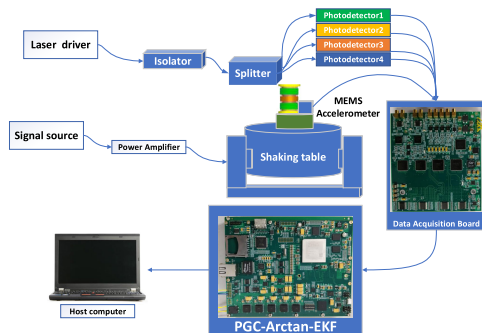 Laser driver
Isolator
Splitter
Photodetector1
Photodetector2
Photodetector3
Photodetector4
MEMS
Accelerometer
Signal source
Power Amplifier
Shaking table
Data Acquisition Board
Host computer
PGC-Arctan-EKF